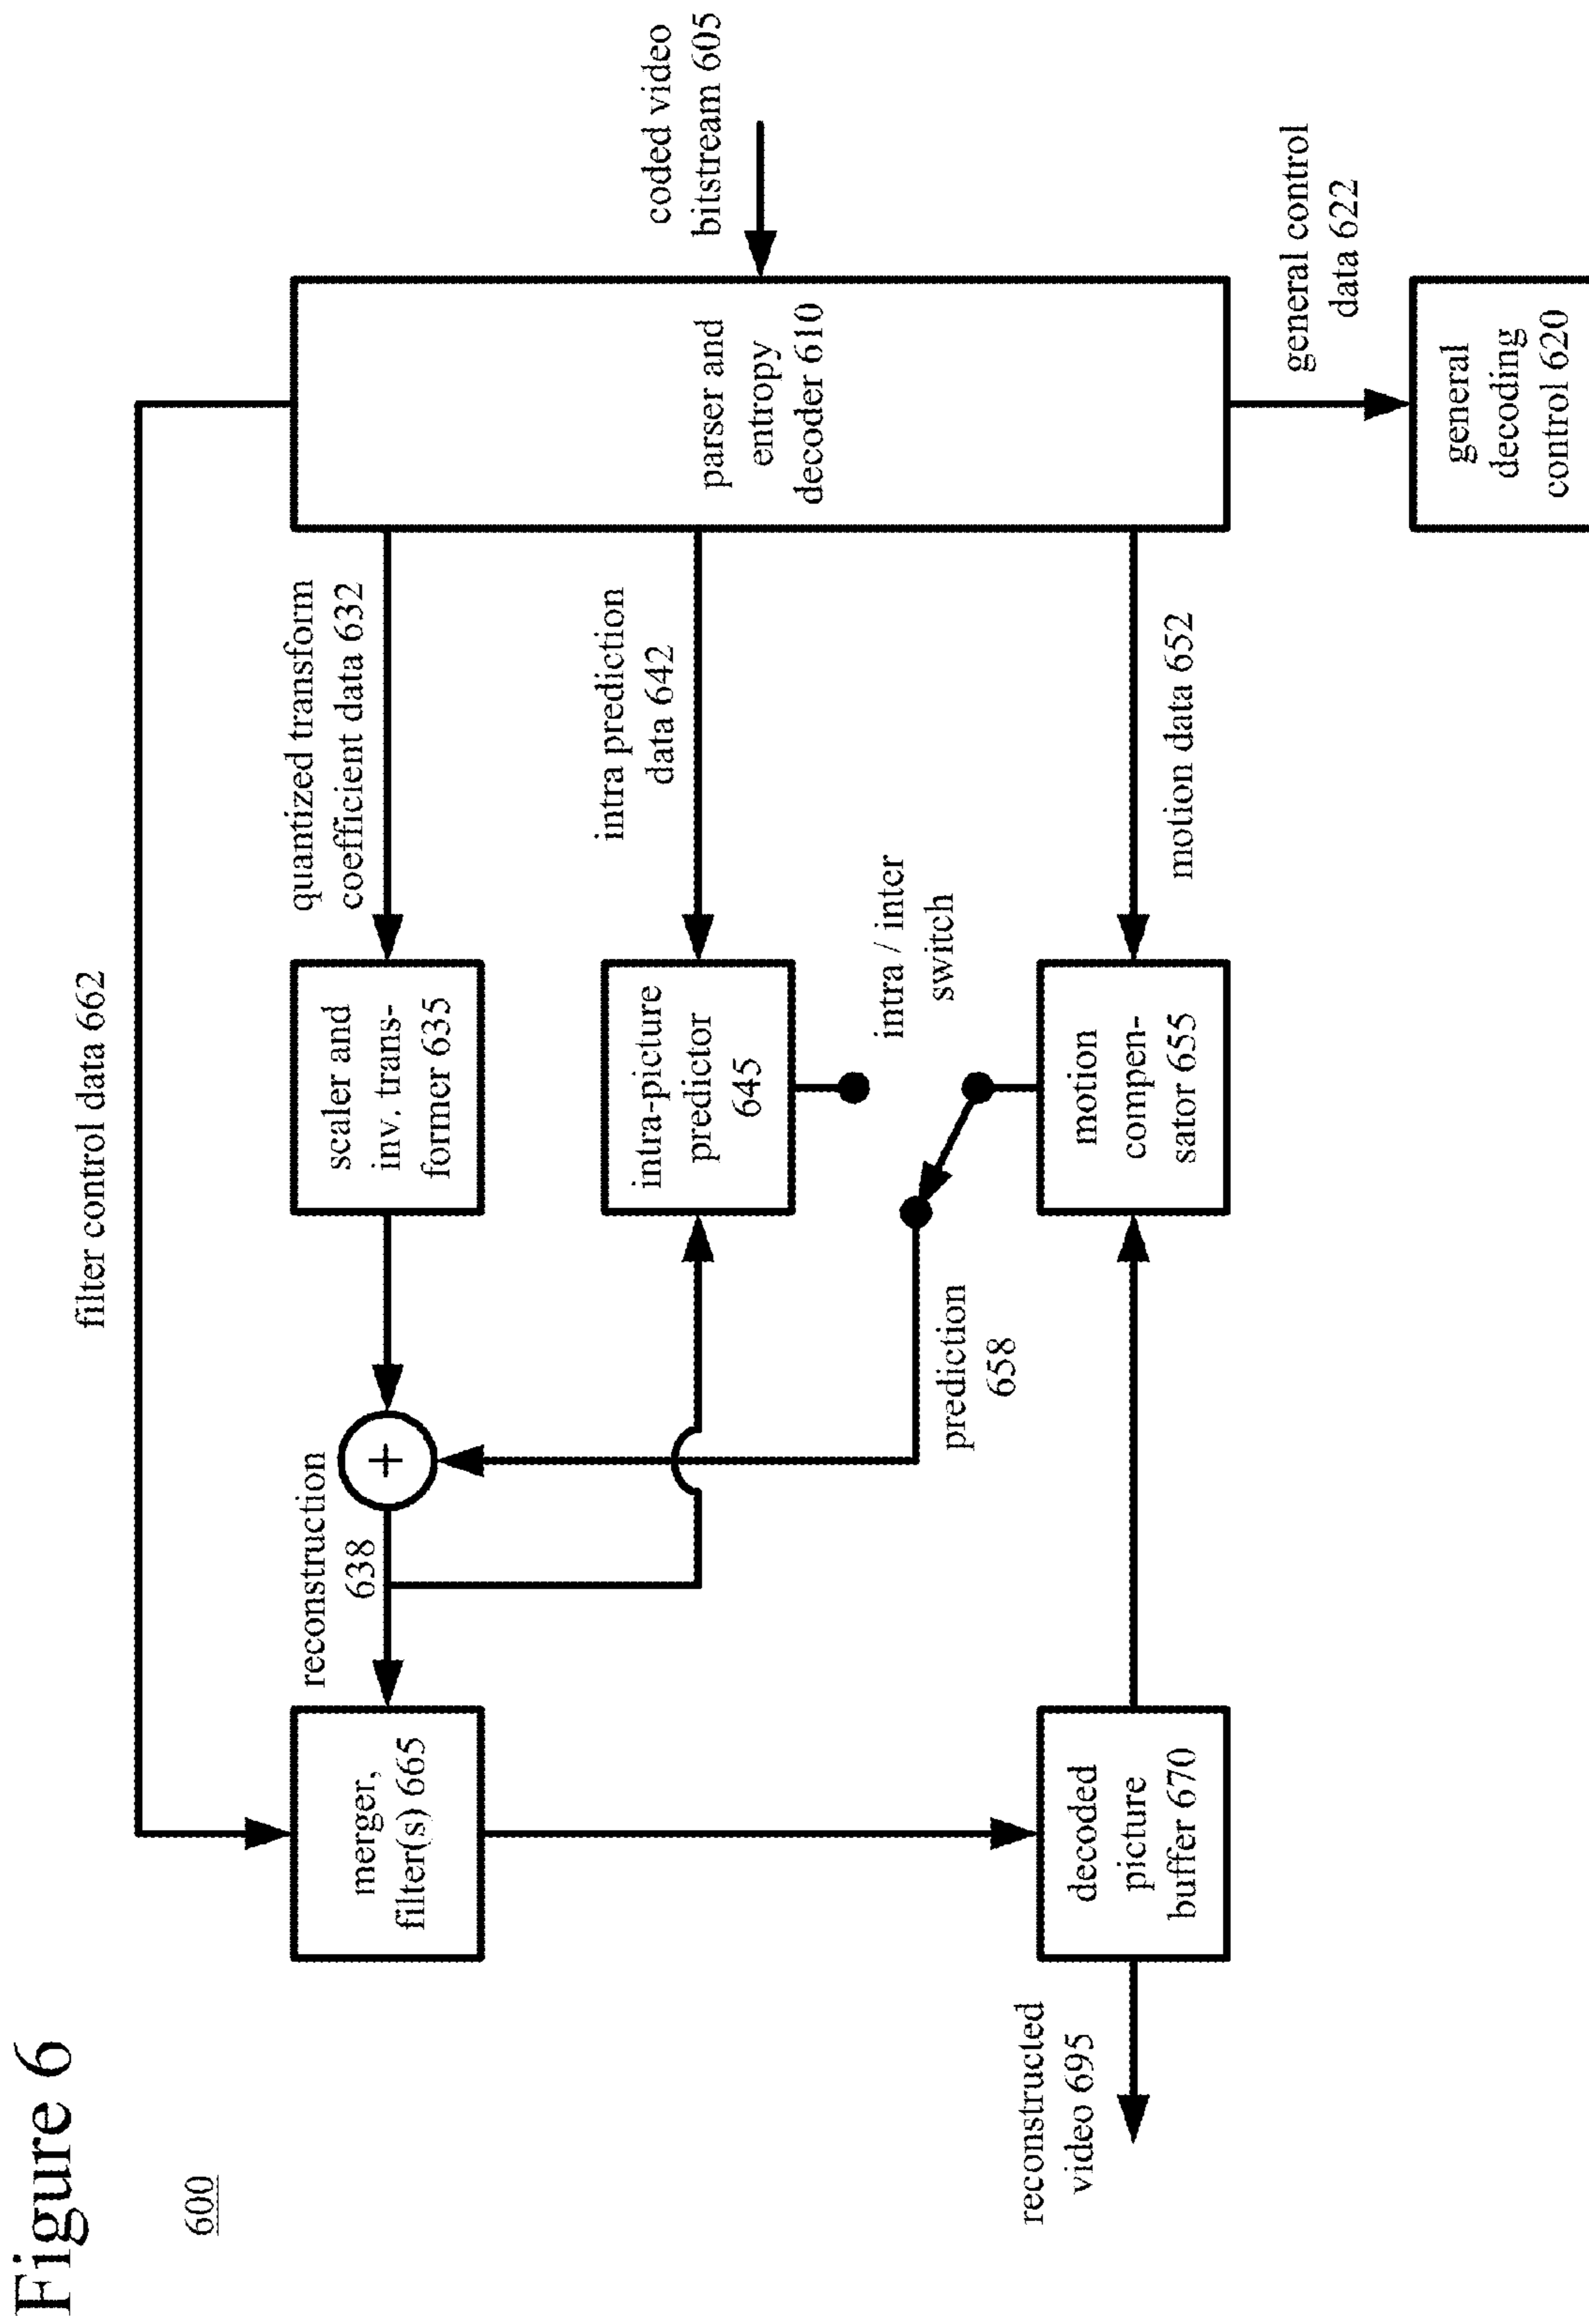 Figure 6
600
filter control data 662
merger,
filter(s) 665
reconstruction
638
+
scaler and
inv. trans-
former 635
quantized transform
coefficient data 632
intra-picture
predictor
645
intra prediction
data 642
parser and
entropy
decoder 610
coded video
bitstream 605
intra / inter
switch
prediction
658
reconstructed
video 695
decoded
picture
buffer 670
motion
compen-
sator 655
motion data 652
general control
data 622
general
decoding
control 620